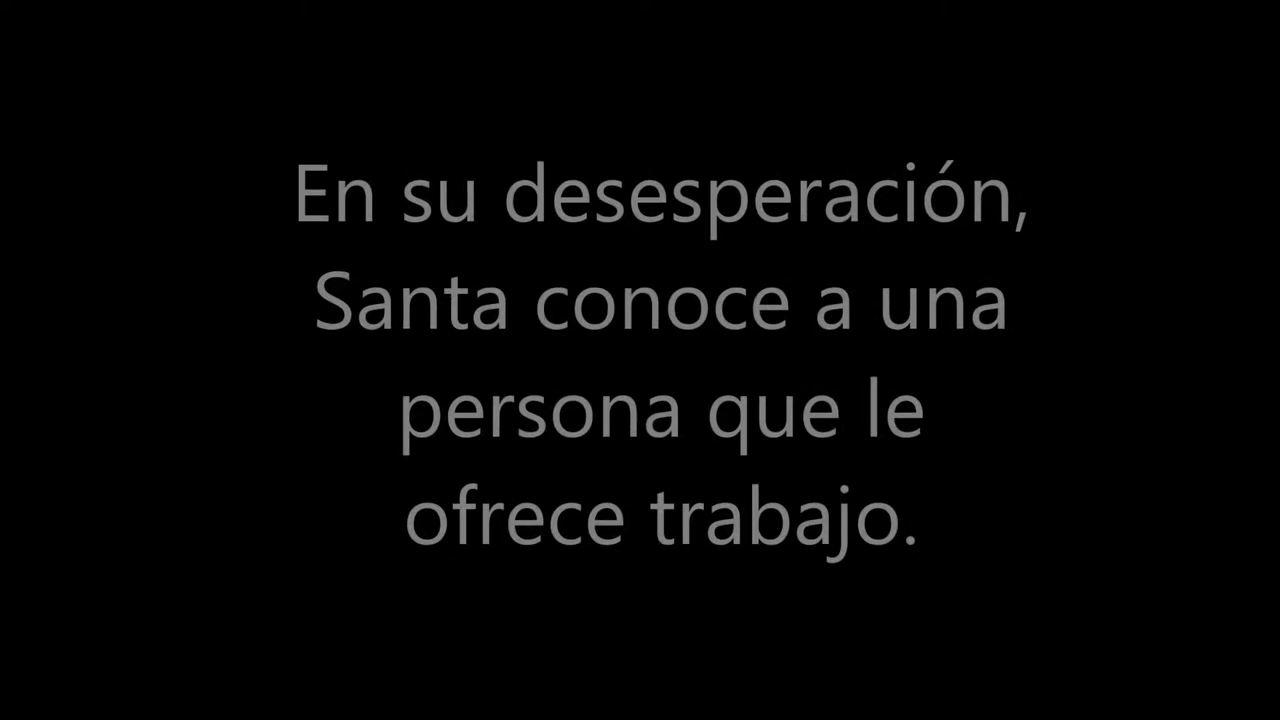 En su desesperación,
Santa conoce a una
persona que le
ofrece trabajo.